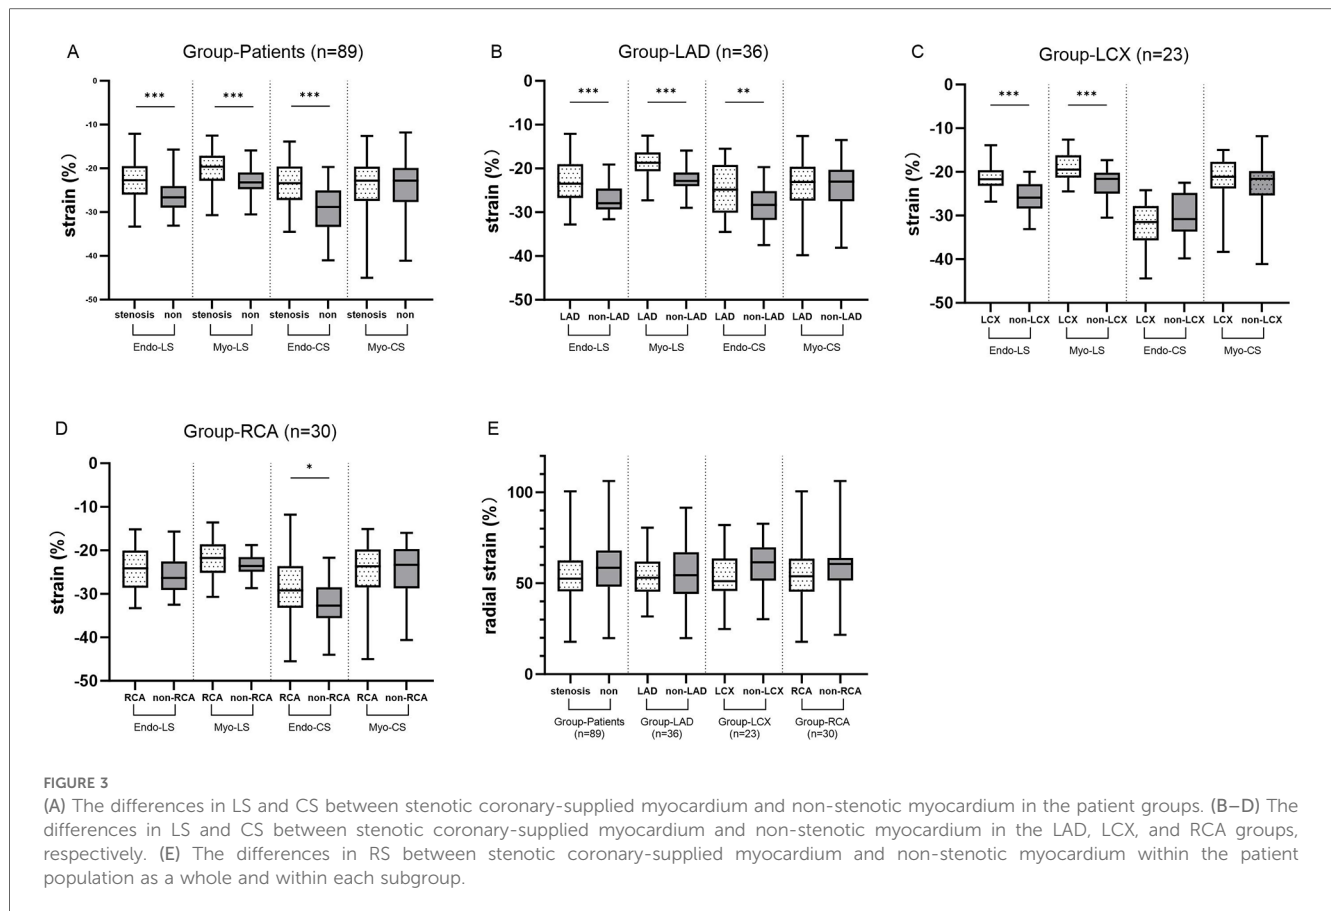 A Group-Patients (n=89)
B Group-LAD (n=36)
C Group-LCX (n=23)
strain (%)
0
-10
-20
-30
-40
-50
*** *** ***
stenosis non stenosis non stenosis non stenosis non
Endo-LS Myo-LS Endo-CS Myo-CS
strain (%)
0
-10
-20
-30
-40
-50
*** *** **
LAD non-LAD LAD non-LAD LAD non-LAD LAD non-LAD
Endo-LS Myo-LS Endo-CS Myo-CS
strain (%)
0
-10
-20
-30
-40
-50
*** ***
LCX non-LCX LCX non-LCX LCX non-LCX LCX non-LCX
Endo-LS Myo-LS Endo-CS Myo-CS
D Group-RCA (n=30)
strain (%)
0
-10
-20
-30
-40
-50
*
RCA non-RCA RCA non-RCA RCA non-RCA RCA non-RCA
Endo-LS Myo-LS Endo-CS Myo-CS
E
radial strain (%)
100
50
0
stenosis non LAD non-LAD LCX non-LCX RCA non-RCA
Group-Patients Group-LAD Group-LCX Group-RCA
(n=89) (n=36) (n=23) (n=30)
FIGURE 3
(A) The differences in LS and CS between stenotic coronary-supplied myocardium and non-stenotic myocardium in the patient groups. (B–D) The
differences in LS and CS between stenotic coronary-supplied myocardium and non-stenotic myocardium in the LAD, LCX, and RCA groups,
respectively. (E) The differences in RS between stenotic coronary-supplied myocardium and non-stenotic myocardium within the patient
population as a whole and within each subgroup.